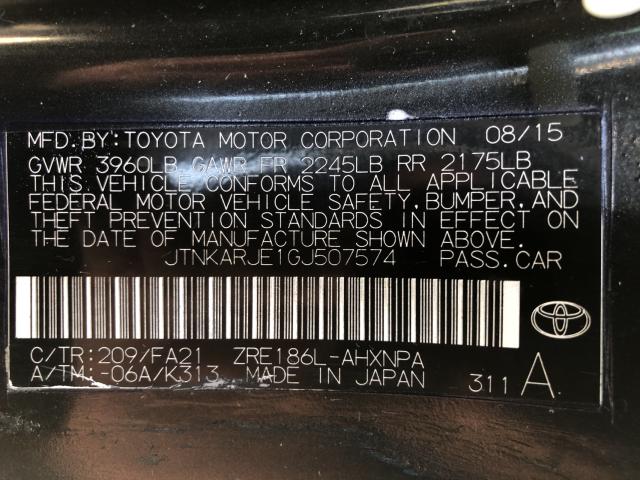 MFD.BY:TOYOTA MOTOR CORPORATION 08/15
GVWR 3960LB GAWR FR 2245LB RR 2175LB
THIS VEHICLE CONFORMS TO ALL APPLICABLE
FEDERAL MOTOR VEHICLE SAFETY,BUMPER,AND
THEFT PREVENTION STANDARDS IN EFFECT ON
THE DATE OF MANUFACTURE SHOWN ABOVE.
JTNKARJE1GJ507574 PASS.CAR
C/TR:209/FA21 ZRE186L-AHXNPA
A/TM:-06A/K313 MADE IN JAPAN 311 A